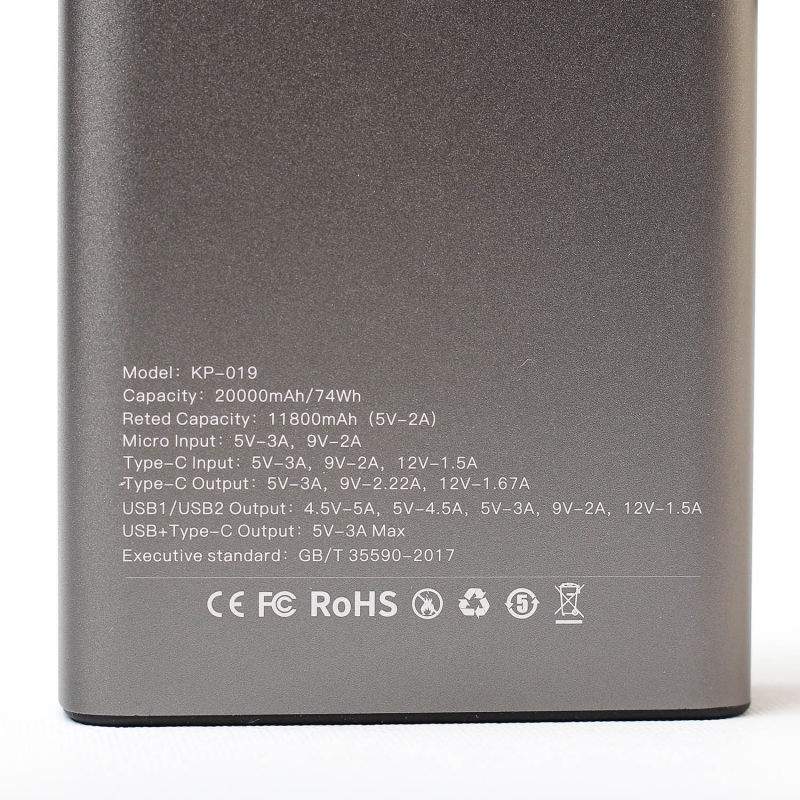 Model: KP-019
Capacity: 20000mAh/74Wh
Reted Capacity: 11800mAh (5V-2A)
Micro Input: 5V-3A, 9V-2A
Type-C Input: 5V-3A, 9V-2A, 12V-1.5A
Type-C Output: 5V-3A, 9V-2.22A, 12V-1.67A
USB1/USB2 Output: 4.5V-5A, 5V-4.5A, 5V-3A, 9V-2A, 12V-1.5A
USB+Type-C Output: 5V-3A Max
Executive standard: GB/T 35590-2017
CE FC RoHS 5